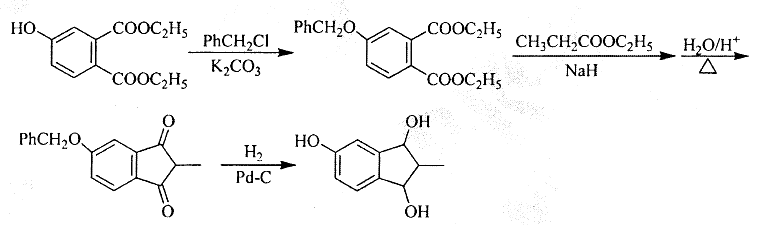 HO COOC₂H₅ PhCH₂Cl PhCH₂O COOC₂H₅ CH₃CH₂COOC₂H₅ H₂O/H⁺
COOC₂H₅ K₂CO₃ COOC₂H₅ NaH △
O OH
PhCH₂O H₂ HO
Pd-C
O OH